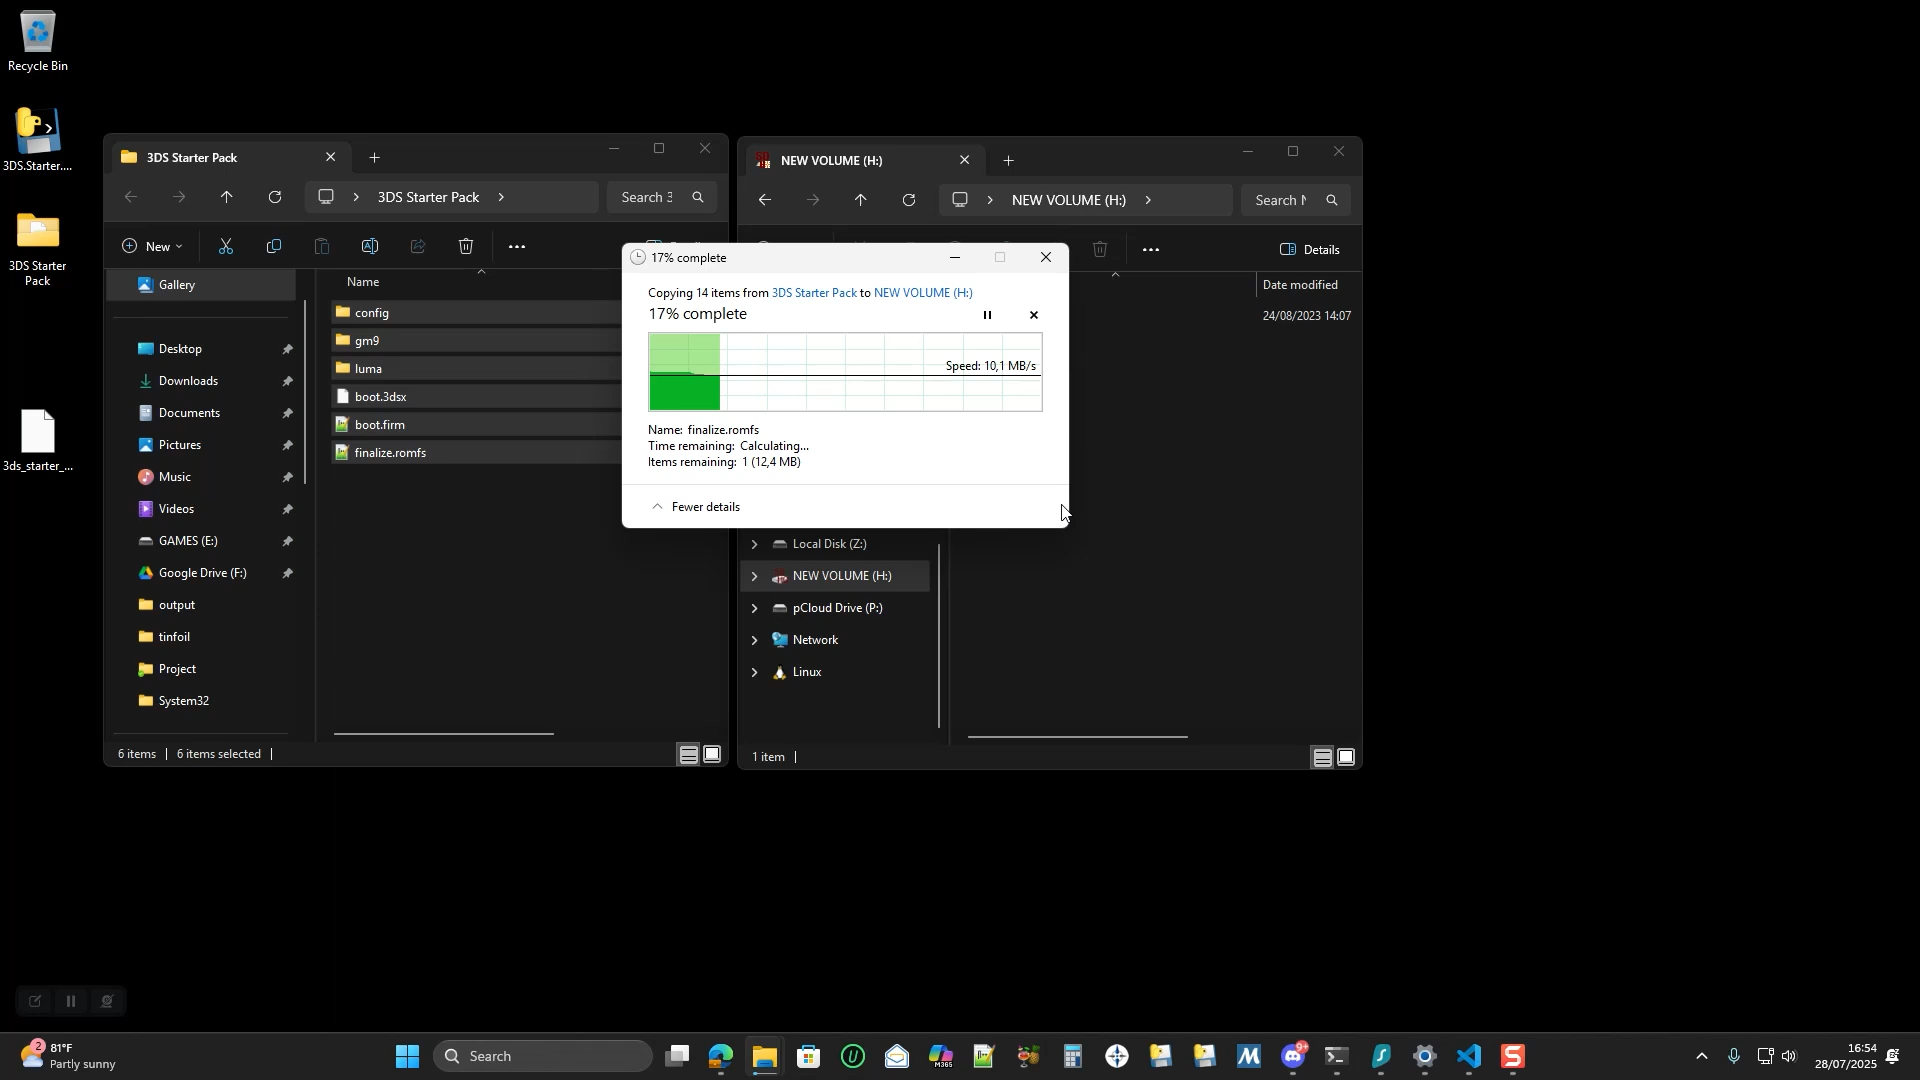 Recycle Bin
3DS.Starter....
3DS Starter
Pack
3ds_starter_...
3DS Starter Pack
3DS Starter Pack
Search 3
New
Name
Gallery
Desktop
Downloads
Documents
Pictures
Music
Videos
GAMES (E:)
Google Drive (F:)
output
tinfoil
Project
System32
config
gm9
luma
boot.3dsx
boot.firm
finalize.romfs
6 items
6 items selected
NEW VOLUME (H:)
NEW VOLUME (H:)
Search N
Details
Date modified
24/08/2023 14:07
17% complete
Copying 14 items from 3DS Starter Pack to NEW VOLUME (H:)
17% complete
Speed: 10,1 MB/s
Name: finalize.romfs
Time remaining: Calculating...
Items remaining: 1 (12,4 MB)
Fewer details
Local Disk (Z:)
NEW VOLUME (H:)
pCloud Drive (P:)
Network
Linux
1 item
2
81°F
Partly sunny
Search
M365
9+
16:54
28/07/2025